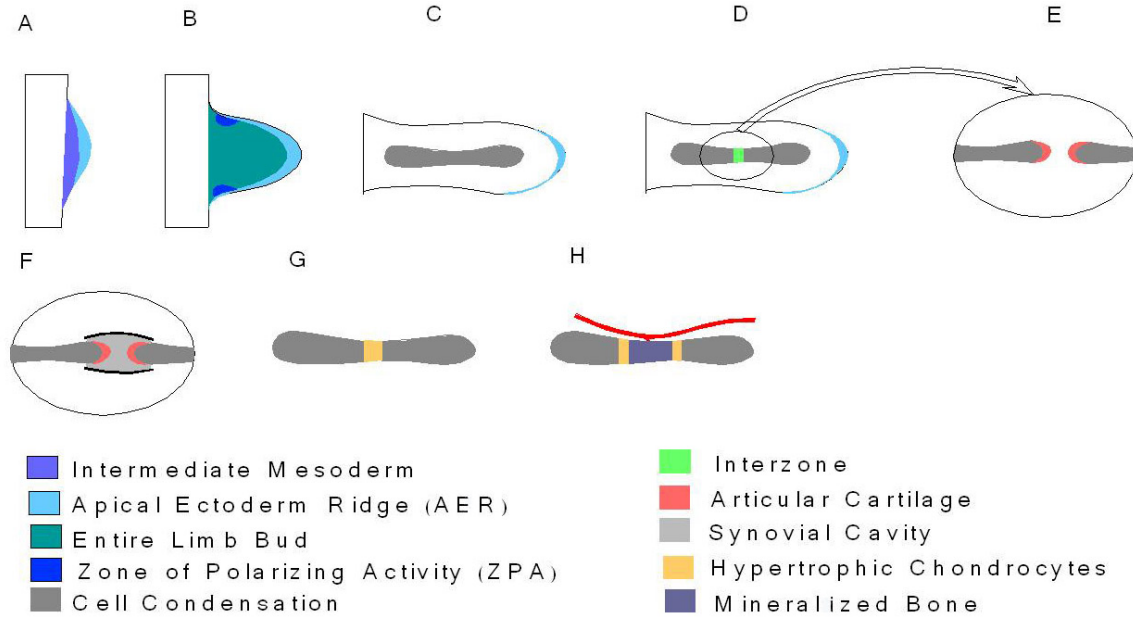 A
B
C
D
E
F
G
H
Intermediate Mesoderm
Apical Ectoderm Ridge (AER)
Entire Limb Bud
Zone of Polarizing Activity (ZPA)
Cell Condensation
Interzone
Articular Cartilage
Synovial Cavity
Hypertrophic Chondrocytes
Mineralized Bone